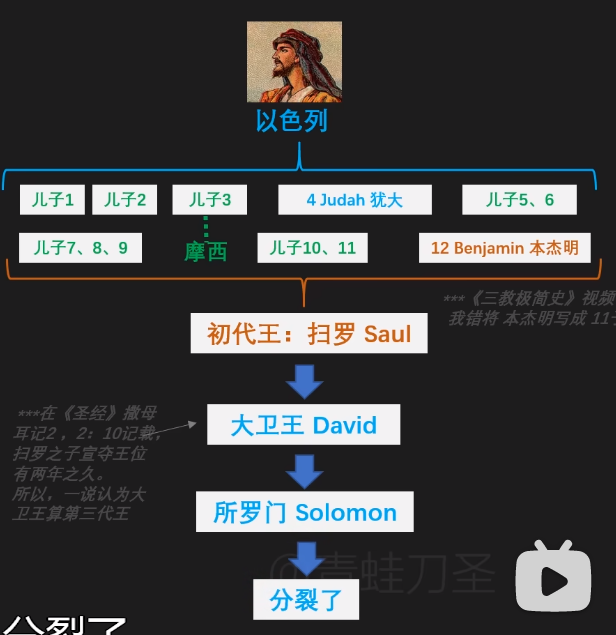 以色列
儿子1 儿子2 儿子3 4 Judah 犹大 儿子5、6
儿子7、8、9 摩西 儿子10、11 12 Benjamin 本杰明
***《三教极简史》视频
我错将 本杰明写成 11
初代王：扫罗 Saul
***在《圣经》撒母
耳记2 ，2：10记载，
扫罗之子宣夺王位
有两年之久。
所以，一说认为大
卫王算第三代王
大卫王 David
所罗门 Solomon
@青蛙刀圣
分裂了
分裂了